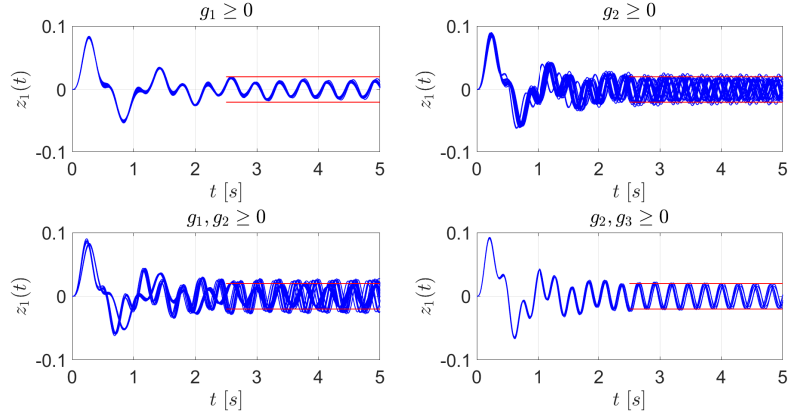 g₁ ≥ 0
0.1
0
-0.1
z₁(t)
0 1 2 3 4 5
t [s]
g₂ ≥ 0
0.1
0
-0.1
z₁(t)
0 1 2 3 4 5
t [s]
g₁, g₂ ≥ 0
0.1
0
-0.1
z₁(t)
0 1 2 3 4 5
t [s]
g₂, g₃ ≥ 0
0.1
0
-0.1
z₁(t)
0 1 2 3 4 5
t [s]